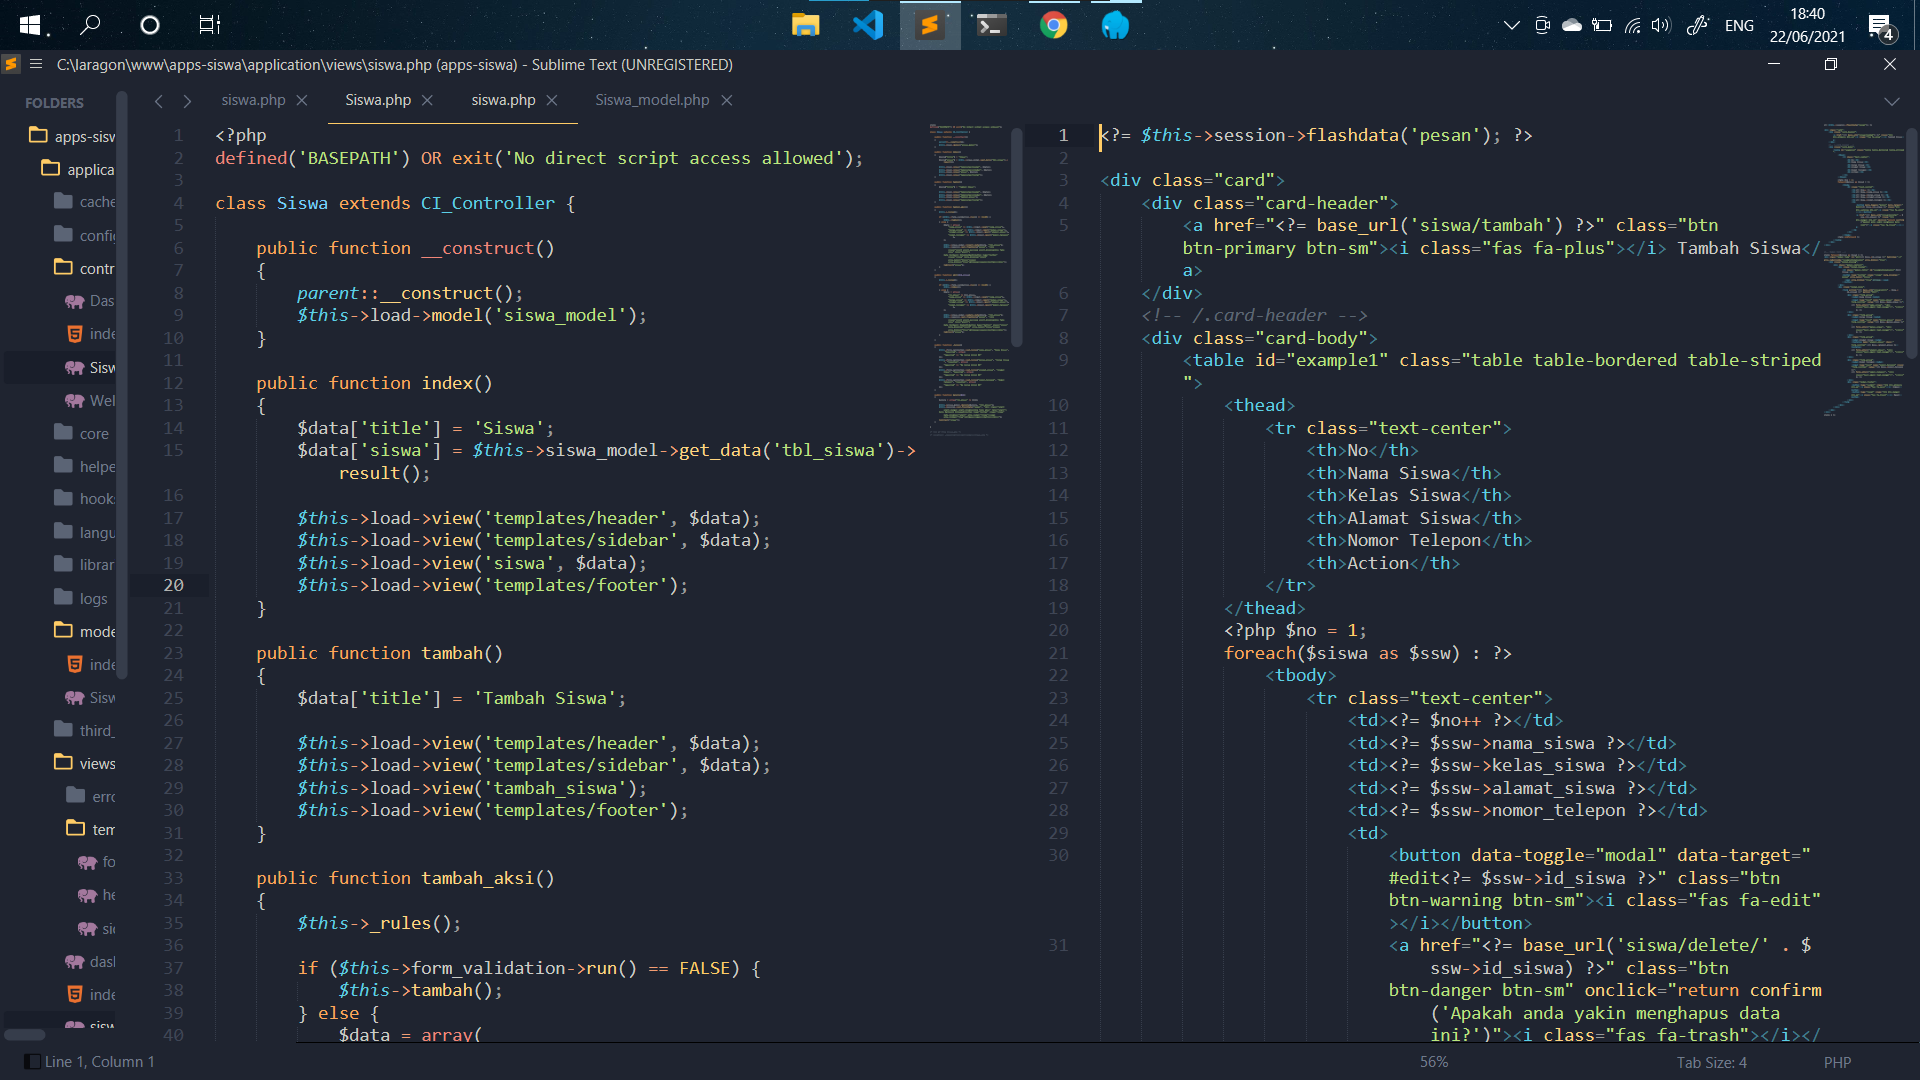 ENG
18:40
22/06/2021
4
C:\laragon\www\apps-siswa\application\views\siswa.php (apps-siswa) - Sublime Text (UNREGISTERED)
FOLDERS
siswa.php
Siswa.php
siswa.php
Siswa_model.php
apps-sisw
applica
cache
config
contr
Das
inde
Sisw
Wel
core
helpe
hooks
langu
librar
logs
mode
inde
Sisw
third_
views
erro
tem
fo
he
sid
dash
inde
sisw
1 <?php
2 defined('BASEPATH') OR exit('No direct script access allowed');
3
4 class Siswa extends CI_Controller {
5
6 public function __construct()
7 {
8 parent::__construct();
9 $this->load->model('siswa_model');
10 }
11
12 public function index()
13 {
14 $data['title'] = 'Siswa';
15 $data['siswa'] = $this->siswa_model->get_data('tbl_siswa')->
result();
16
17 $this->load->view('templates/header', $data);
18 $this->load->view('templates/sidebar', $data);
19 $this->load->view('siswa', $data);
20 $this->load->view('templates/footer');
21 }
22
23 public function tambah()
24 {
25 $data['title'] = 'Tambah Siswa';
26
27 $this->load->view('templates/header', $data);
28 $this->load->view('templates/sidebar', $data);
29 $this->load->view('tambah_siswa');
30 $this->load->view('templates/footer');
31 }
32
33 public function tambah_aksi()
34 {
35 $this->_rules();
36
37 if ($this->form_validation->run() == FALSE) {
38 $this->tambah();
39 } else {
40 $data = array(
1 <?= $this->session->flashdata('pesan'); ?>
2
3 <div class="card">
4 <div class="card-header">
5 <a href="<?= base_url('siswa/tambah') ?>" class="btn
btn-primary btn-sm"><i class="fas fa-plus"></i> Tambah Siswa</
a>
6 </div>
7 <!-- /.card-header -->
8 <div class="card-body">
9 <table id="example1" class="table table-bordered table-striped
">
10 <thead>
11 <tr class="text-center">
12 <th>No</th>
13 <th>Nama Siswa</th>
14 <th>Kelas Siswa</th>
15 <th>Alamat Siswa</th>
16 <th>Nomor Telepon</th>
17 <th>Action</th>
18 </tr>
19 </thead>
20 <?php $no = 1;
21 foreach($siswa as $ssw) : ?>
22 <tbody>
23 <tr class="text-center">
24 <td><?= $no++ ?></td>
25 <td><?= $ssw->nama_siswa ?></td>
26 <td><?= $ssw->kelas_siswa ?></td>
27 <td><?= $ssw->alamat_siswa ?></td>
28 <td><?= $ssw->nomor_telepon ?></td>
29 <td>
30 <button data-toggle="modal" data-target="
#edit<?= $ssw->id_siswa ?>" class="btn
btn-warning btn-sm"><i class="fas fa-edit"
></i></button>
31 <a href="<?= base_url('siswa/delete/' . $
ssw->id_siswa) ?>" class="btn
btn-danger btn-sm" onclick="return confirm
('Apakah anda yakin menghapus data
ini?')"><i class="fas fa-trash"></i></
Line 1, Column 1
56%
Tab Size: 4
PHP